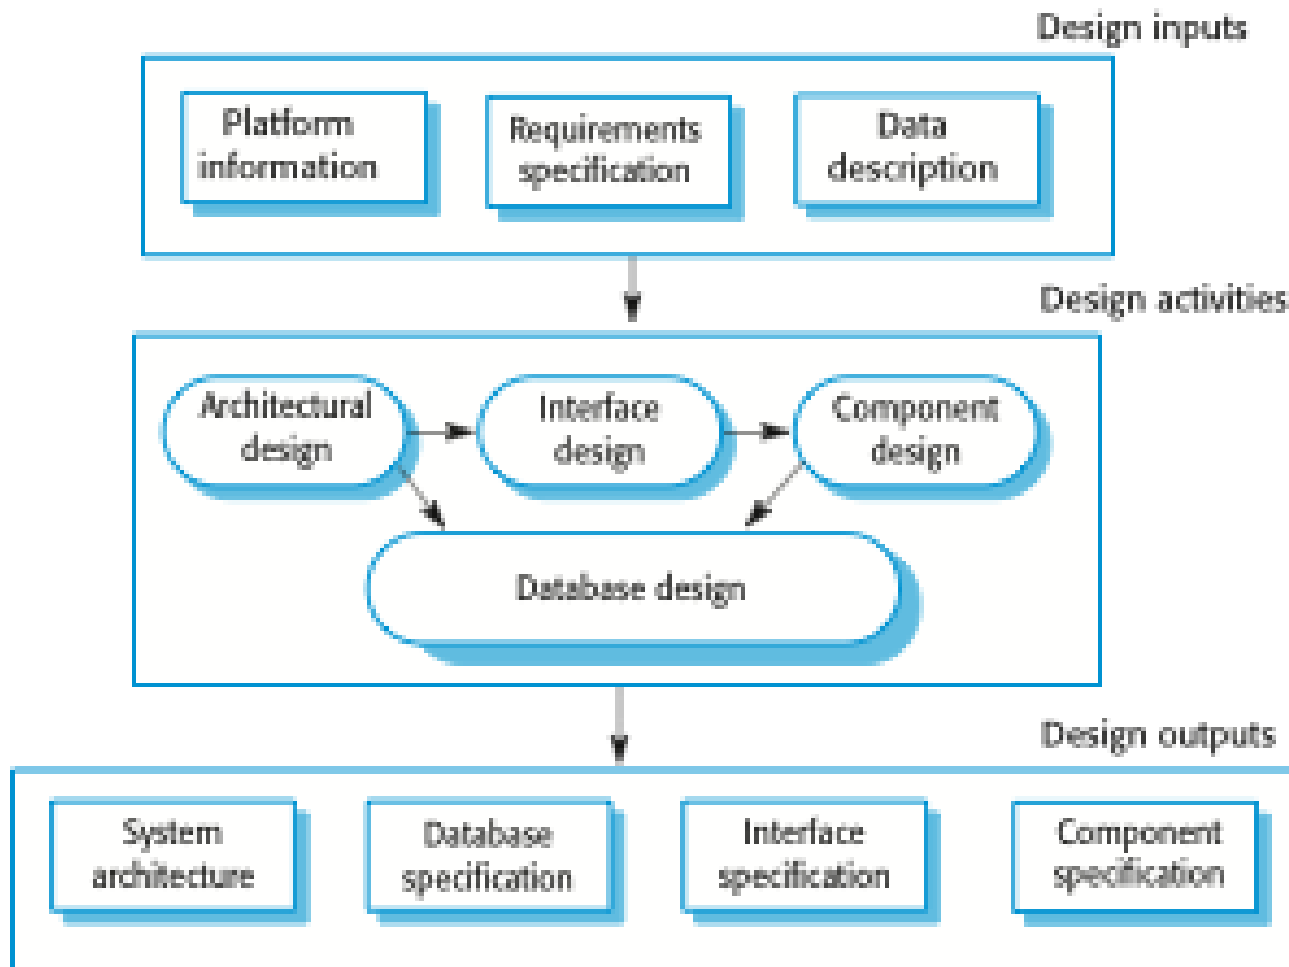 Design inputs
Platform
information
Requirements
specification
Data
description
Design activities
Architectural
design
Interface
design
Component
design
Database design
Design outputs
System
architecture
Database
specification
Interface
specification
Component
specification